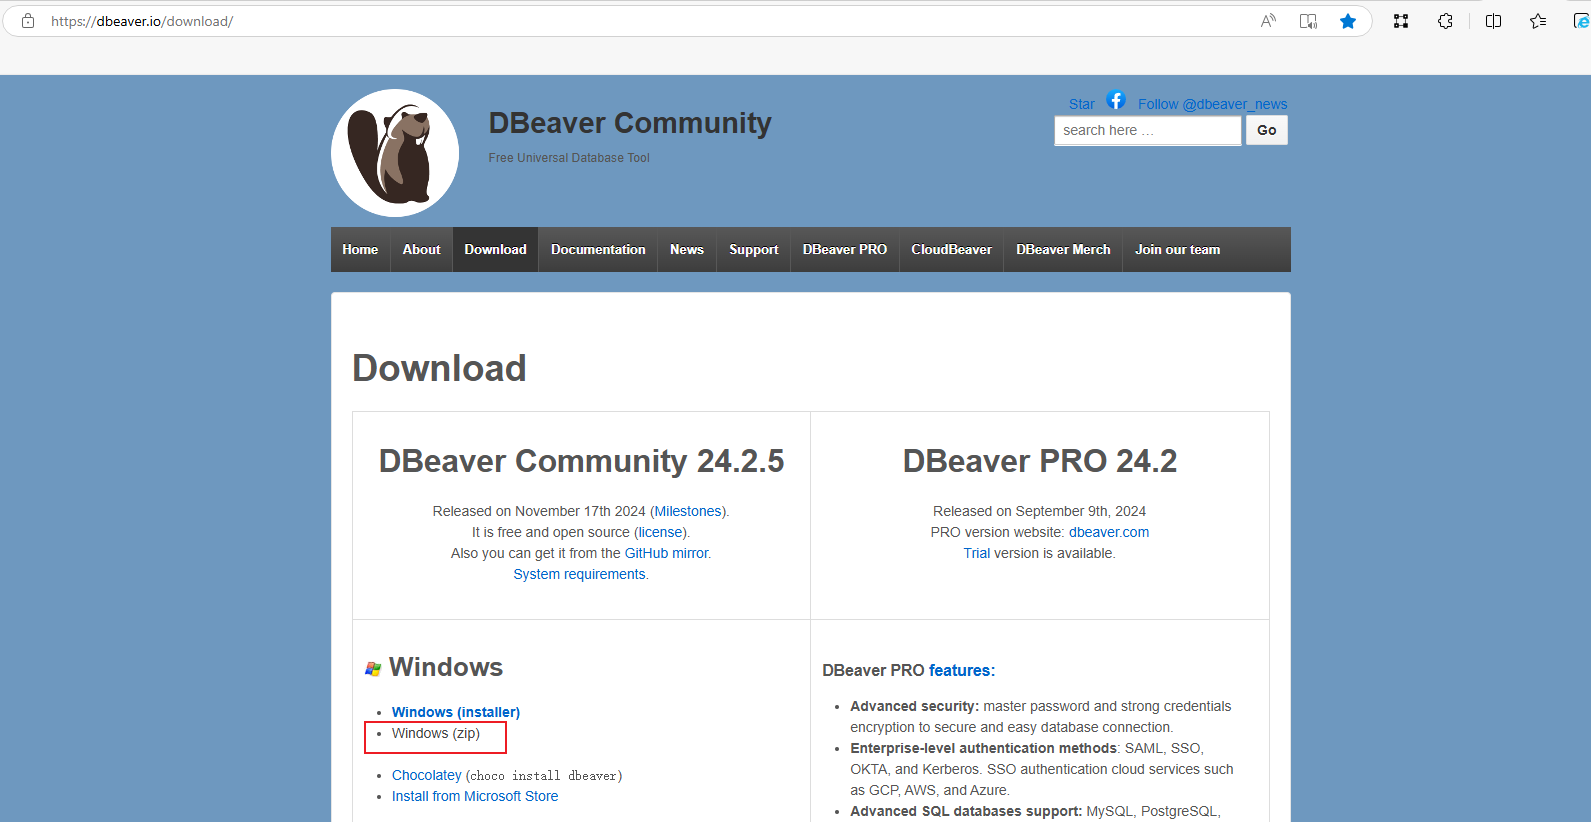 https://dbeaver.io/download/
DBeaver Community
Free Universal Database Tool
Star Follow @dbeaver_news
search here …
Go
Home About Download Documentation News Support DBeaver PRO CloudBeaver DBeaver Merch Join our team
Download
DBeaver Community 24.2.5
Released on November 17th 2024 (Milestones).
It is free and open source (license).
Also you can get it from the GitHub mirror.
System requirements.
DBeaver PRO 24.2
Released on September 9th, 2024
PRO version website: dbeaver.com
Trial version is available.
Windows
• Windows (installer)
• Windows (zip)
• Chocolatey (choco install dbeaver)
• Install from Microsoft Store
DBeaver PRO features:
• Advanced security: master password and strong credentials
encryption to secure and easy database connection.
• Enterprise-level authentication methods: SAML, SSO,
OKTA, and Kerberos. SSO authentication cloud services such
as GCP, AWS, and Azure.
• Advanced SQL databases support: MySQL, PostgreSQL,